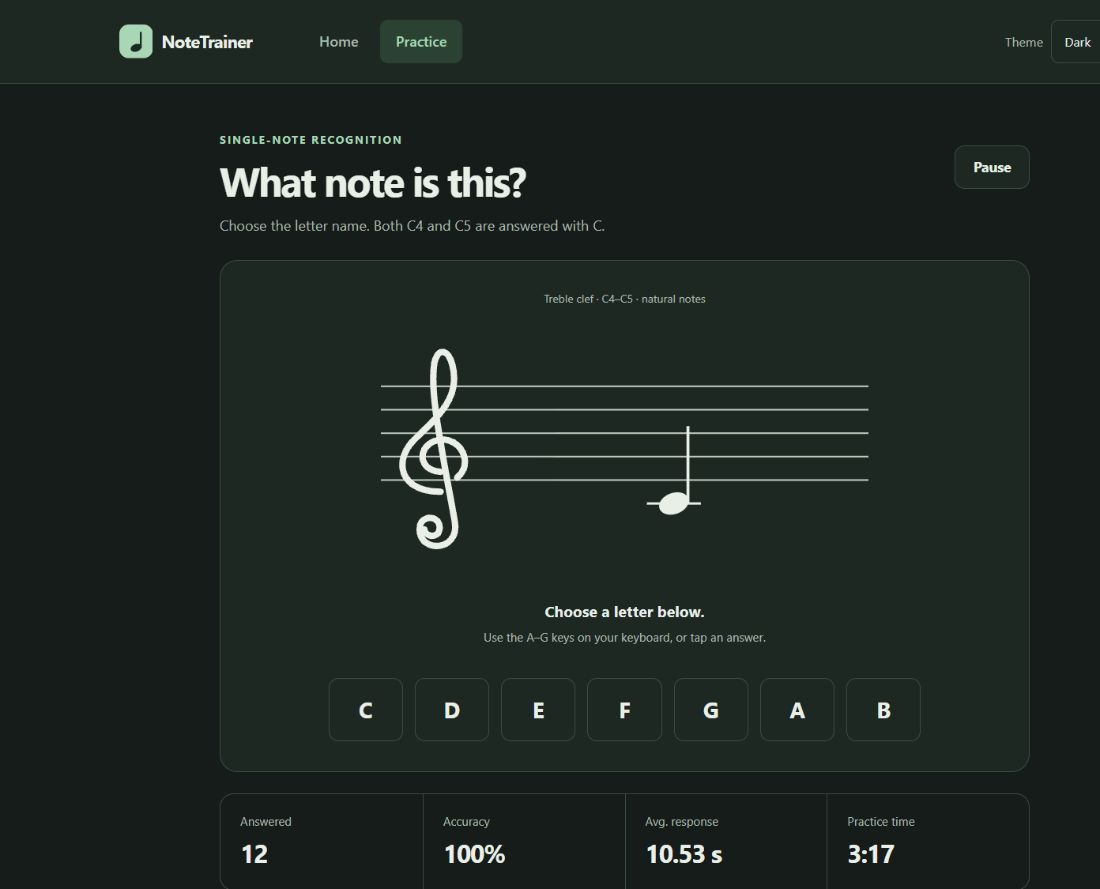 NoteTrainer
Home
Practice
Theme
Dark
SINGLE-NOTE RECOGNITION
What note is this?
Pause
Choose the letter name. Both C4 and C5 are answered with C.
Treble clef · C4–C5 · natural notes
Choose a letter below.
Use the A–G keys on your keyboard, or tap an answer.
C D E F G A B
Answered
12
Accuracy
100%
Avg. response
10.53 s
Practice time
3:17